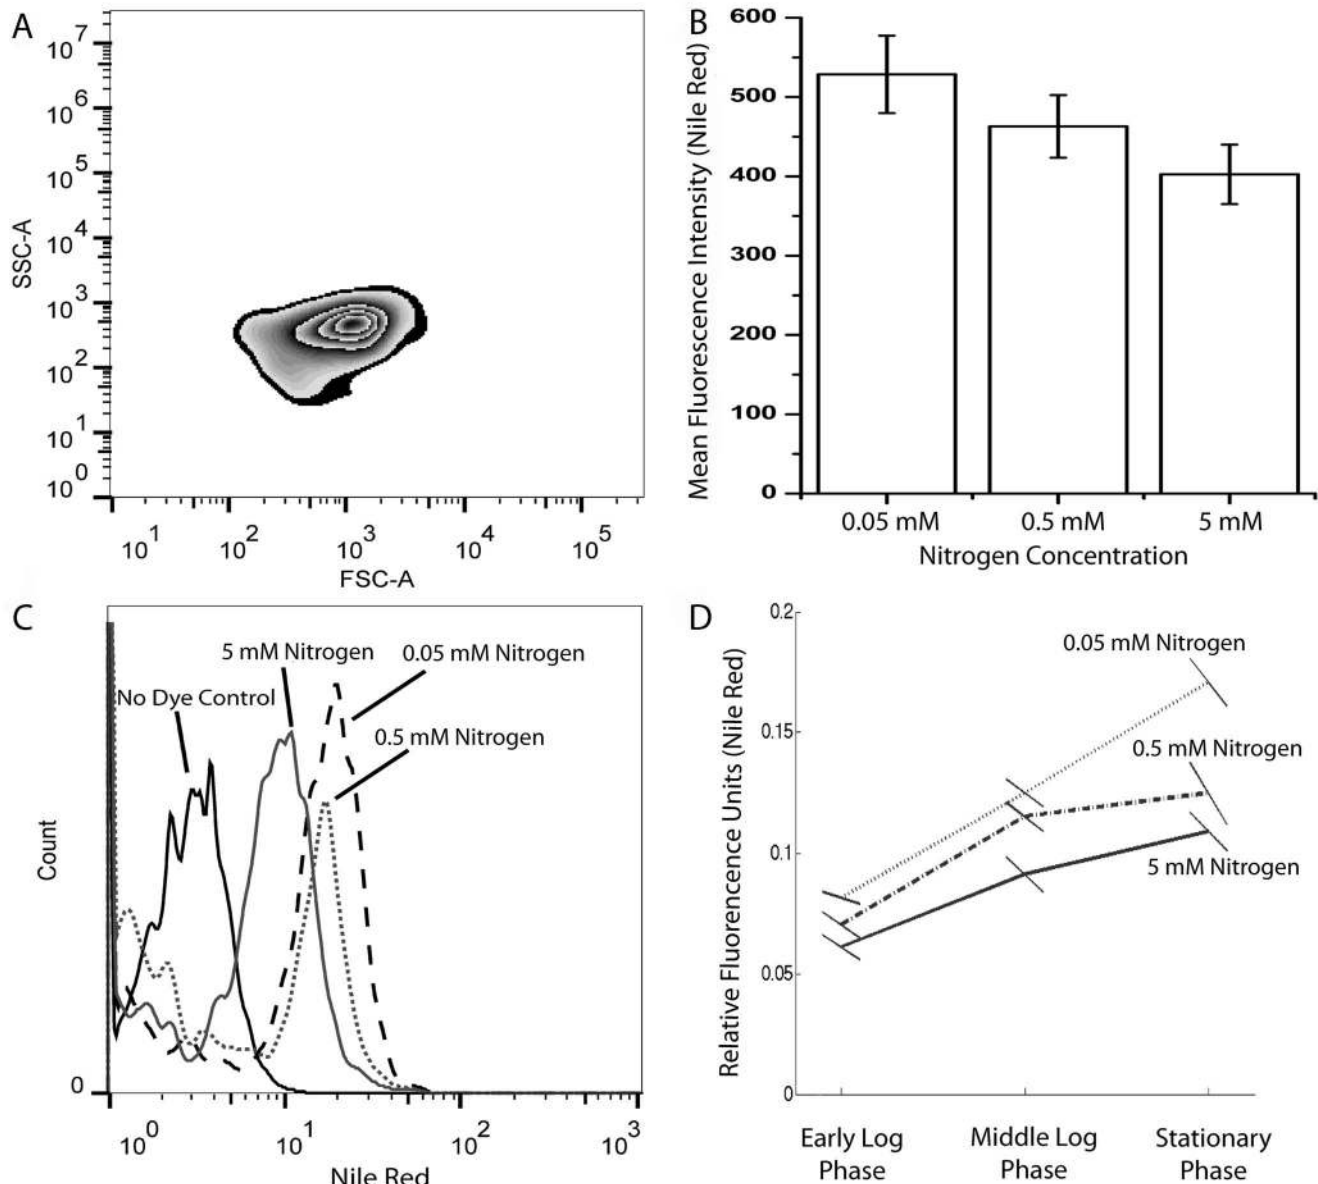 A
10^7
10^6
10^5
10^4
10^3
10^2
10^1
10^0
SSC-A
10^1 10^2 10^3 10^4 10^5
FSC-A
B
600
500
400
300
200
100
0
Mean Fluorescence Intensity (Nile Red)
0.05 mM 0.5 mM 5 mM
Nitrogen Concentration
C
5 mM Nitrogen
0.05 mM Nitrogen
No Dye Control
0.5 mM Nitrogen
Count
0
10^0 10^1 10^2 10^3
Nile Red
D
0.2
0.15
0.1
0.05
0
Relative Fluorencence Units (Nile Red)
0.05 mM Nitrogen
0.5 mM Nitrogen
5 mM Nitrogen
Early Log
Phase
Middle Log
Phase
Stationary
Phase